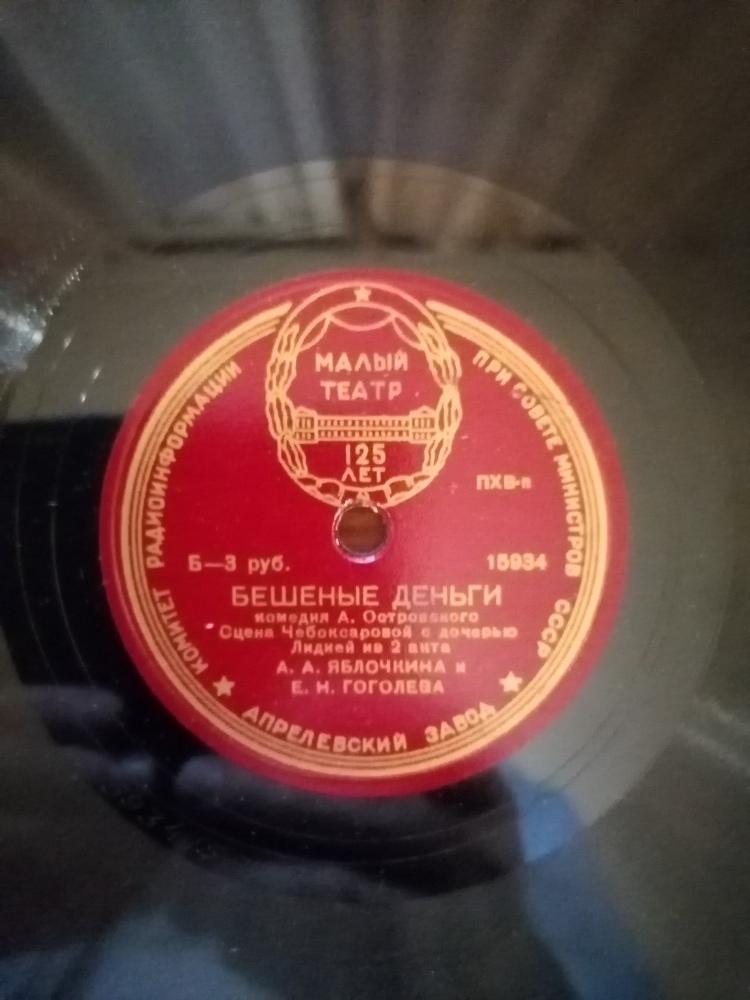 МАЛЫЙ
ТЕАТР
125
ЛЕТ
КОМИТЕТ РАДИОИНФОРМАЦИИ ПРИ СОВЕТЕ МИНИСТРОВ СССР
ПХВ-п
Б—3 руб. 15934
БЕШЕНЫЕ ДЕНЬГИ
комедия А. Островского
Сцена Чебоксаровой с дочерью
Лидией из 2 акта
А. А. ЯБЛОЧКИНА и
Е. Н. ГОГОЛЕВА
АПРЕЛЕВСКИЙ ЗАВОД